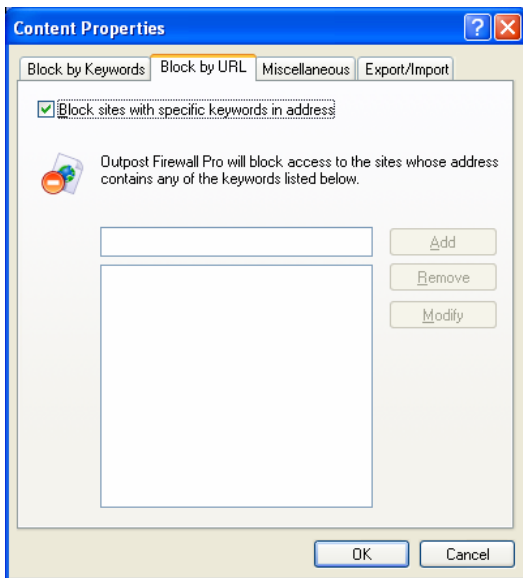 Content Properties
Block by Keywords Block by URL Miscellaneous Export/Import
Block sites with specific keywords in address
Outpost Firewall Pro will block access to the sites whose address
contains any of the keywords listed below.
Add
Remove
Modify
OK Cancel